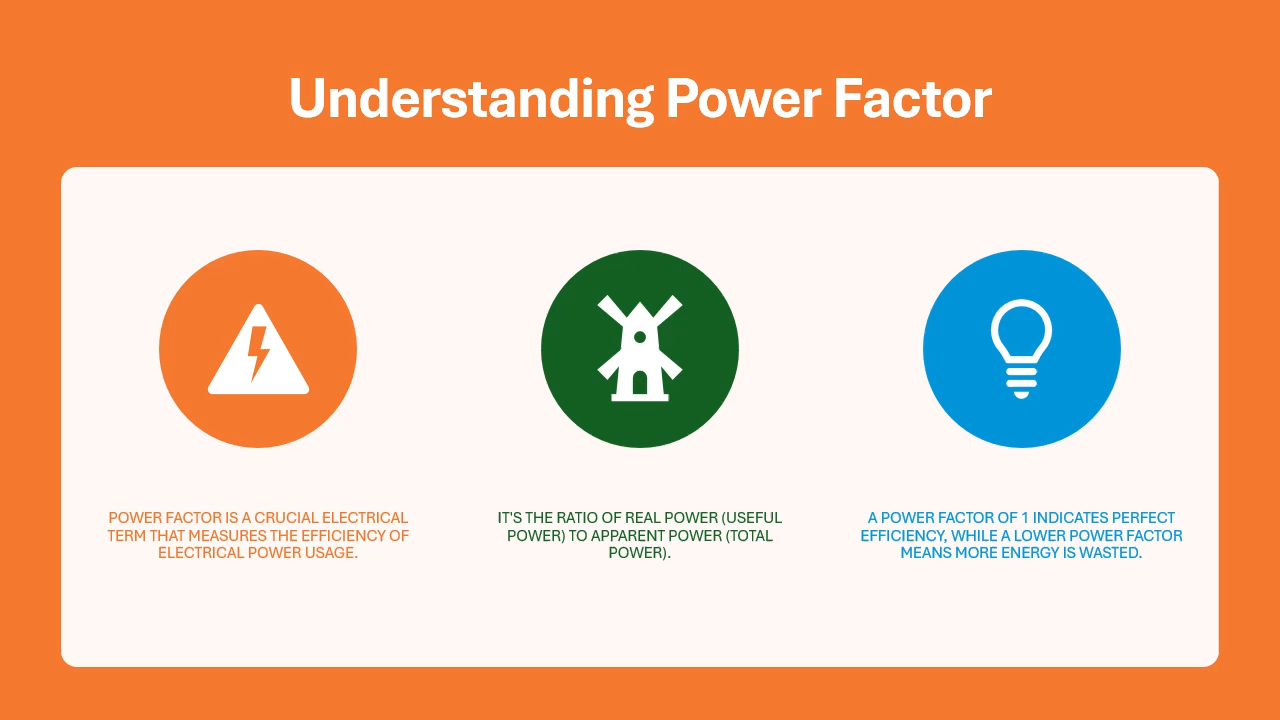 Understanding Power Factor
POWER FACTOR IS A CRUCIAL ELECTRICAL
TERM THAT MEASURES THE EFFICIENCY OF
ELECTRICAL POWER USAGE.
IT'S THE RATIO OF REAL POWER (USEFUL
POWER) TO APPARENT POWER (TOTAL
POWER).
A POWER FACTOR OF 1 INDICATES PERFECT
EFFICIENCY, WHILE A LOWER POWER FACTOR
MEANS MORE ENERGY IS WASTED.